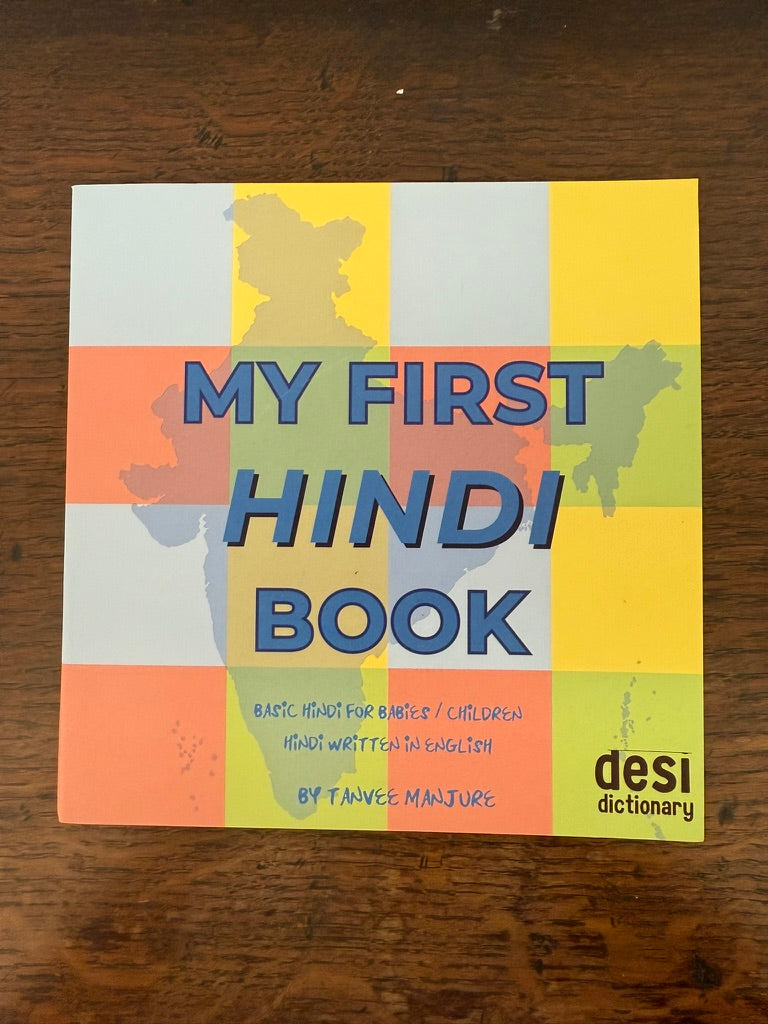 MY FIRST
HINDI
BOOK
BASIC HINDI FOR BABIES / CHILDREN
HINDI WRITTEN IN ENGLISH
BY TANVEE MANJURE
desi
dictionary